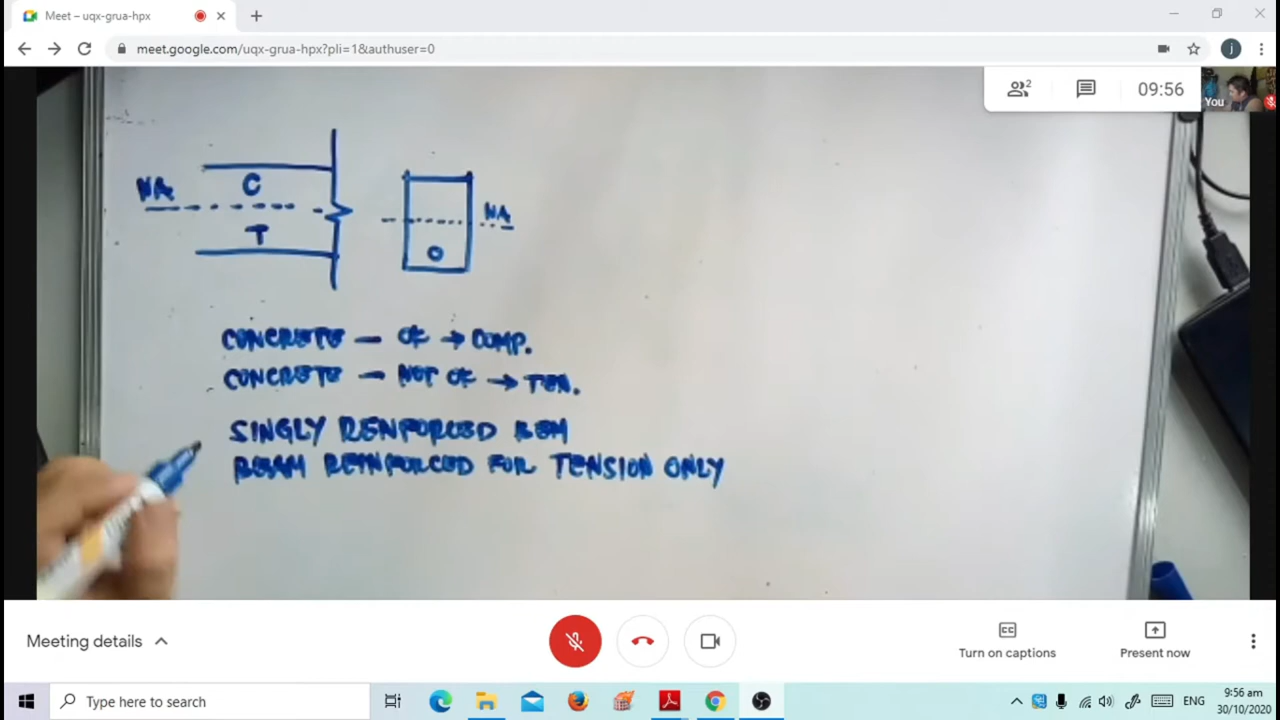 Meet – uqx-grua-hpx
meet.google.com/uqx-grua-hpx?pli=1&authuser=0
j
2
09:56
You
NA
C
T
NA
CONCRETE — OK → COMP.
CONCRETE — NOT OK → TEN.
SINGLY REINFORCED BEM
BEAM REINFORCED FOR TENSION ONLY
Meeting details
Turn on captions
Present now
Type here to search
ENG
9:56 am
30/10/2020